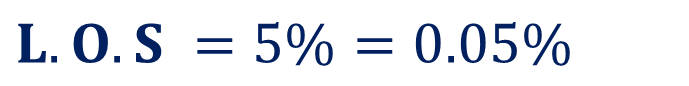 L.O.S = 5% = 0.05%